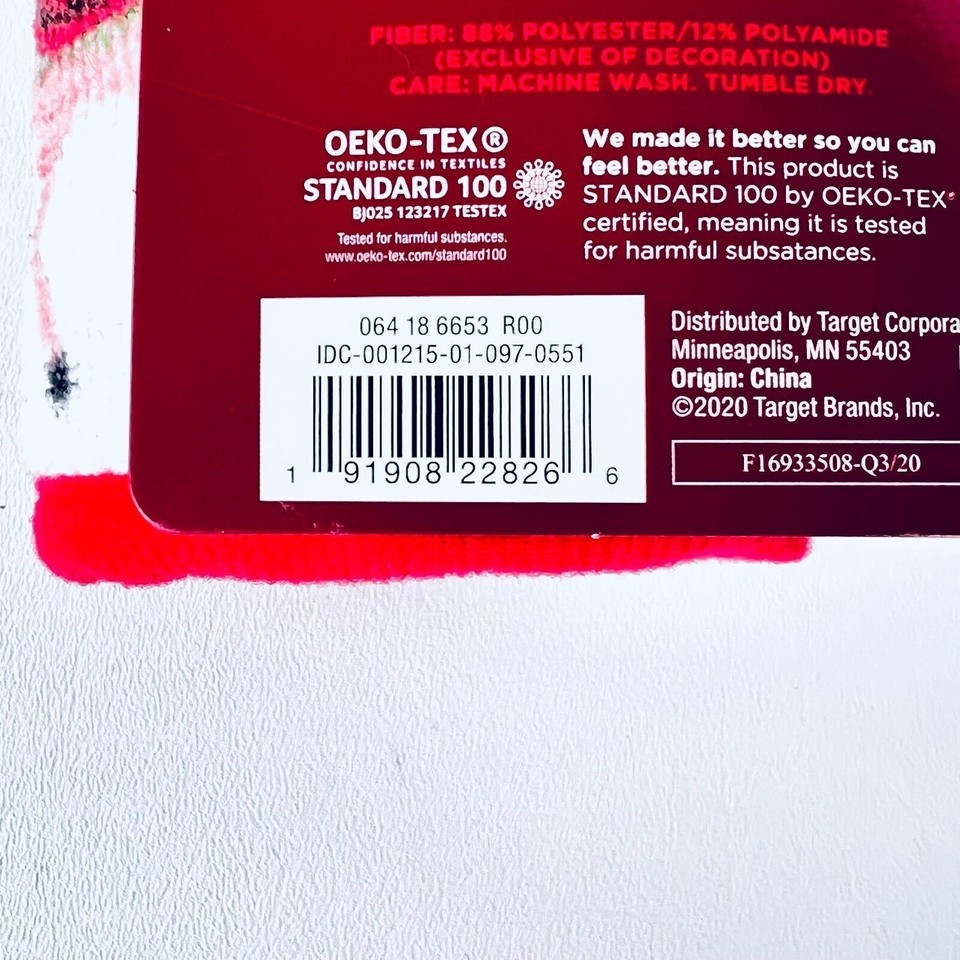 FIBER: 88% POLYESTER/12% POLYAMIDE
(EXCLUSIVE OF DECORATION)
CARE: MACHINE WASH. TUMBLE DRY.
OEKO-TEX®
CONFIDENCE IN TEXTILES
STANDARD 100
BJ025 123217 TESTEX
Tested for harmful substances.
www.oeko-tex.com/standard100
We made it better so you can
feel better. This product is
STANDARD 100 by OEKO-TEX®
certified, meaning it is tested
for harmful subsatances.
064 18 6653 R00
IDC-001215-01-097-0551
1 91908 22826 6
Distributed by Target Corpora
Minneapolis, MN 55403
Origin: China
©2020 Target Brands, Inc.
F16933508-Q3/20